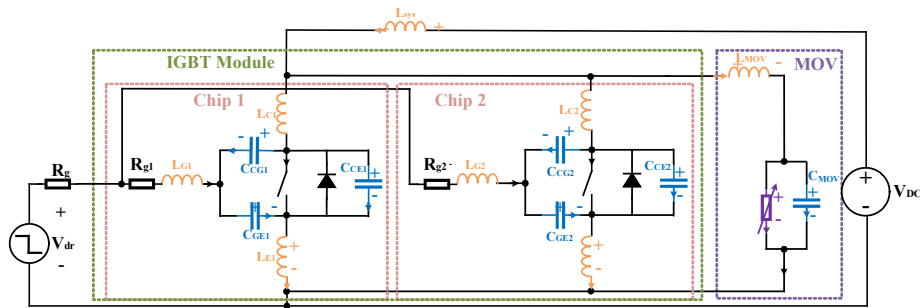 Lsys
IGBT Module
MOV
LMOV
Chip 1
Chip 2
LC1
LC2
Rg
Rg1
LG1
CCG1
CCE1
Rg2
LG2
CCG2
CCE2
CMOV
VDC
Vdr
CGE1
CGE2
LE1